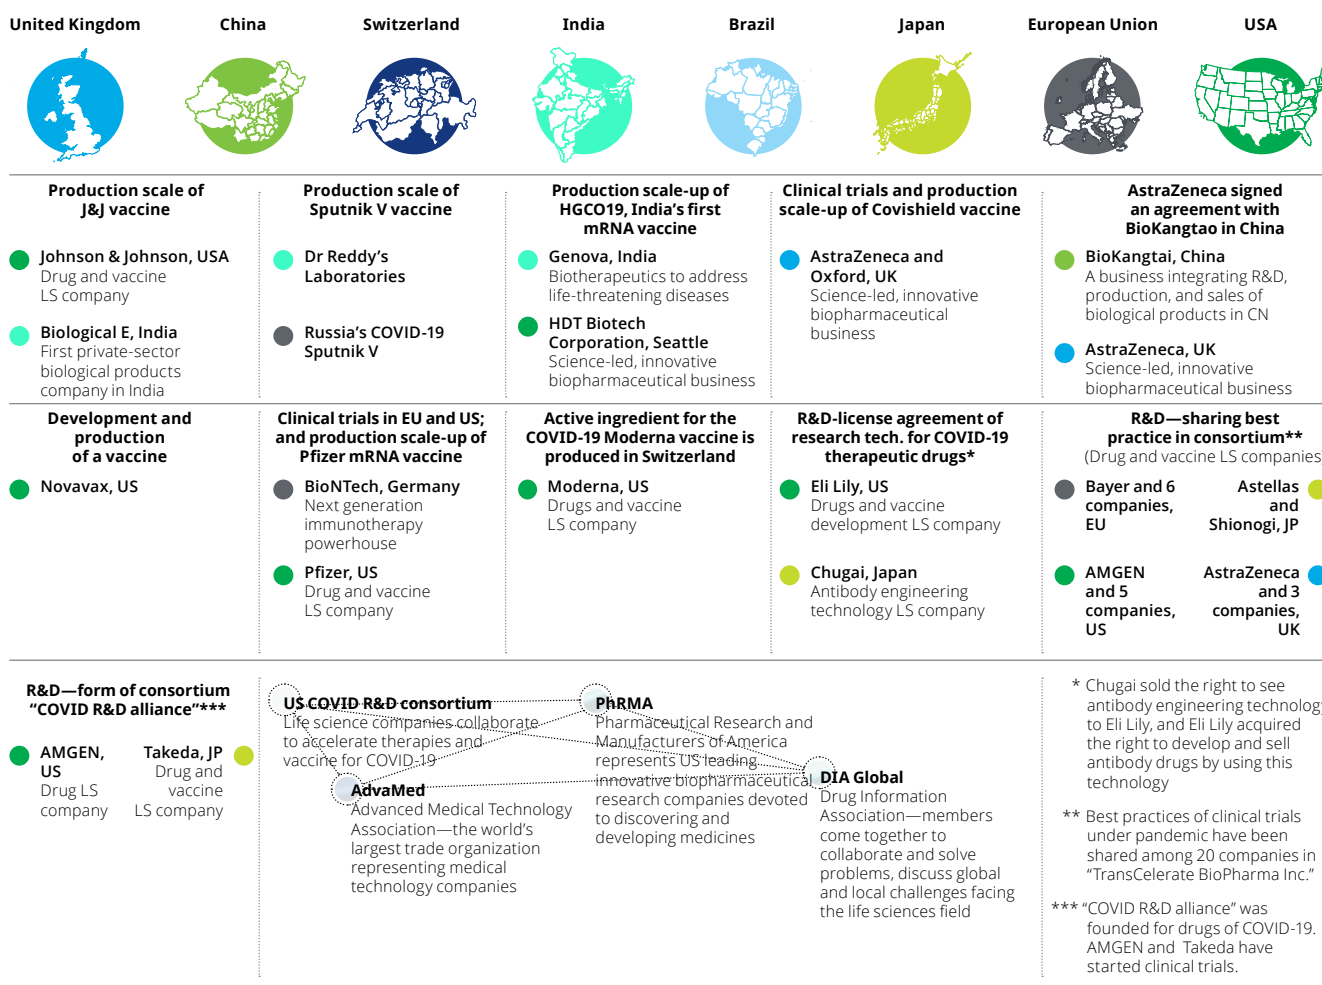 United Kingdom
China
Switzerland
India
Brazil
Japan
European Union
USA
Production scale of
J&J vaccine
Johnson & Johnson, USA
Drug and vaccine
LS company
Biological E, India
First private-sector
biological products
company in India
Production scale of
Sputnik V vaccine
Dr Reddy’s
Laboratories
Russia’s COVID-19
Sputnik V
Production scale-up of
HGCO19, India’s first
mRNA vaccine
Genova, India
Biotherapeutics to address
life-threatening diseases
HDT Biotech
Corporation, Seattle
Science-led, innovative
biopharmaceutical business
Clinical trials and production
scale-up of Covishield vaccine
AstraZeneca and
Oxford, UK
Science-led, innovative
biopharmaceutical
business
AstraZeneca signed
an agreement with
BioKangtao in China
BioKangtai, China
A business integrating R&D,
production, and sales of
biological products in CN
AstraZeneca, UK
Science-led, innovative
biopharmaceutical business
Development and
production
of a vaccine
Novavax, US
Clinical trials in EU and US;
and production scale-up of
Pfizer mRNA vaccine
BioNTech, Germany
Next generation
immunotherapy
powerhouse
Pfizer, US
Drug and vaccine
LS company
Active ingredient for the
COVID-19 Moderna vaccine is
produced in Switzerland
Moderna, US
Drugs and vaccine
LS company
R&D-license agreement of
research tech. for COVID-19
therapeutic drugs*
Eli Lily, US
Drugs and vaccine
development LS company
Chugai, Japan
Antibody engineering
technology LS company
R&D—sharing best
practice in consortium**
(Drug and vaccine LS companies)
Bayer and 6
companies,
EU
Astellas
and
Shionogi, JP
AMGEN
and 5
companies,
US
AstraZeneca
and 3
companies,
UK
R&D—form of consortium
“COVID R&D alliance”***
AMGEN,
US
Drug LS
company
Takeda, JP
Drug and
vaccine
LS company
US COVID R&D consortium
Life science companies collaborate
to accelerate therapies and
vaccine for COVID-19
AdvaMed
Advanced Medical Technology
Association—the world’s
largest trade organization
representing medical
technology companies
PhRMA
Pharmaceutical Research and
Manufacturers of America
represents US leading
innovative biopharmaceutical
research companies devoted
to discovering and
developing medicines
DIA Global
Drug Information
Association—members
come together to
collaborate and solve
problems, discuss global
and local challenges facing
the life sciences field
* Chugai sold the right to see
antibody engineering technology
to Eli Lily, and Eli Lily acquired
the right to develop and sell
antibody drugs by using this
technology
** Best practices of clinical trials
under pandemic have been
shared among 20 companies in
“TransCelerate BioPharma Inc.”
*** “COVID R&D alliance” was
founded for drugs of COVID-19.
AMGEN and Takeda have
started clinical trials.